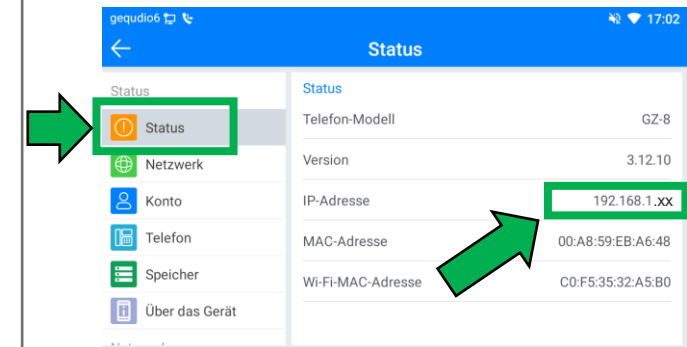 gequdio6 17:02
Status
Status
Status
Netzwerk
Konto
Telefon
Speicher
Über das Gerät
Status
Telefon-Modell GZ-8
Version 3.12.10
IP-Adresse 192.168.1.xx
MAC-Adresse 00:A8:59:EB:A6:48
Wi-Fi-MAC-Adresse C0:F5:35:32:A5:B0